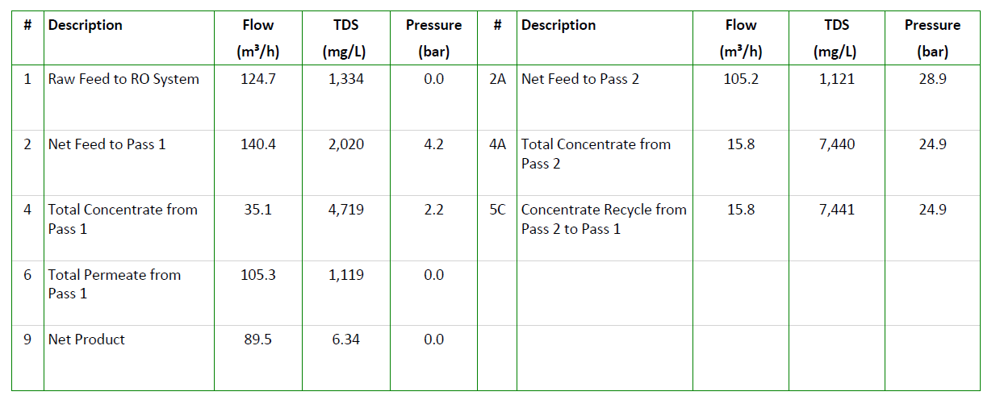 # Description Flow TDS Pressure # Description Flow TDS Pressure
(m³/h) (mg/L) (bar) (m³/h) (mg/L) (bar)
1 Raw Feed to RO System 124.7 1,334 0.0 2A Net Feed to Pass 2 105.2 1,121 28.9
2 Net Feed to Pass 1 140.4 2,020 4.2 4A Total Concentrate from 15.8 7,440 24.9
Pass 2
4 Total Concentrate from 35.1 4,719 2.2 5C Concentrate Recycle from 15.8 7,441 24.9
Pass 1 Pass 2 to Pass 1
6 Total Permeate from 105.3 1,119 0.0
Pass 1
9 Net Product 89.5 6.34 0.0